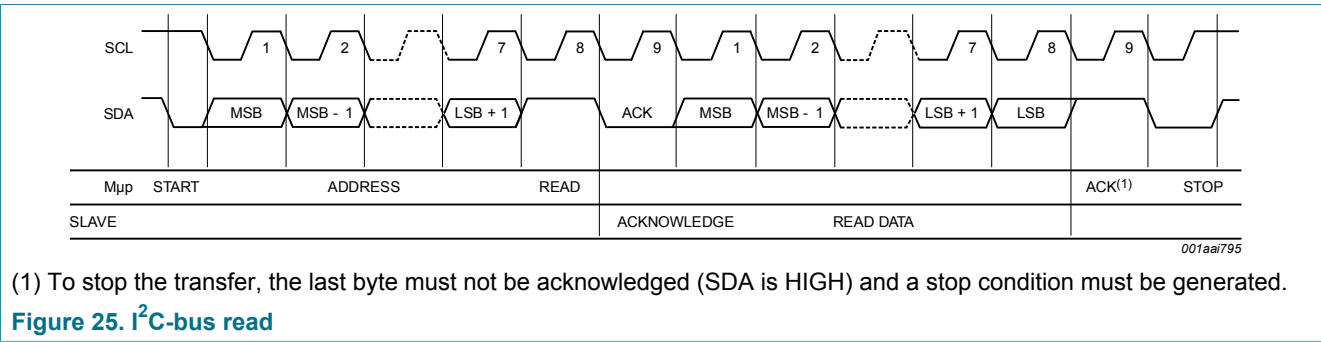 SCL 1 2 7 8 9 1 2 7 8 9
SDA MSB MSB - 1 LSB + 1 ACK MSB MSB - 1 LSB + 1 LSB
Mμp START ADDRESS READ ACK(1) STOP
SLAVE ACKNOWLEDGE READ DATA
001aai795
(1) To stop the transfer, the last byte must not be acknowledged (SDA is HIGH) and a stop condition must be generated.
Figure 25. I2C-bus read